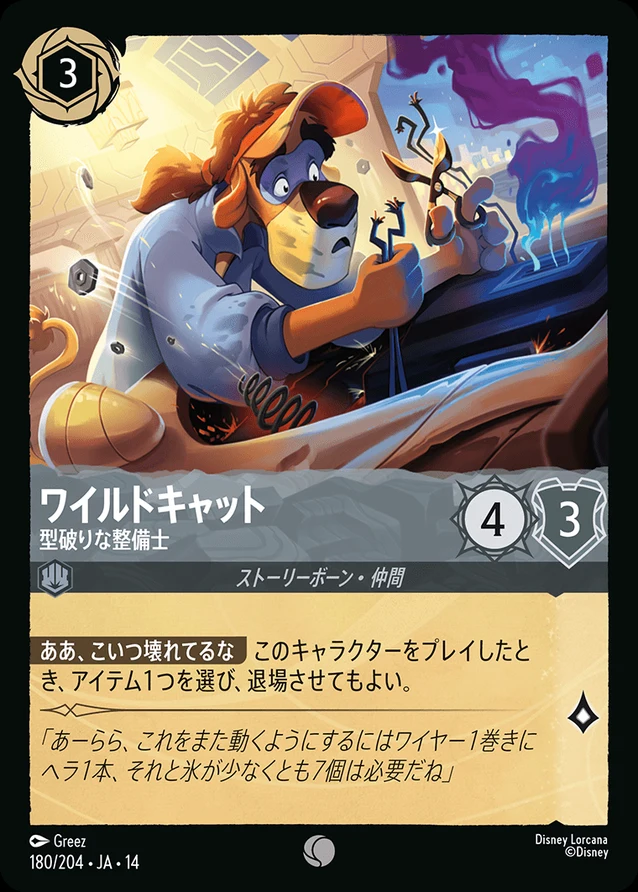 3
ワイルドキャット
型破りな整備士
4
3
ストーリーボーン・仲間
ああ、こいつ壊れてるな このキャラクターをプレイしたと
き、アイテム1つを選び、退場させてもよい。
「あーらら、これをまた動くようにするにはワイヤー1巻きに
ヘラ1本、それと氷が少なくとも7個は必要だね」
Greez
Disney Lorcana
180/204・JA・14
©Disney